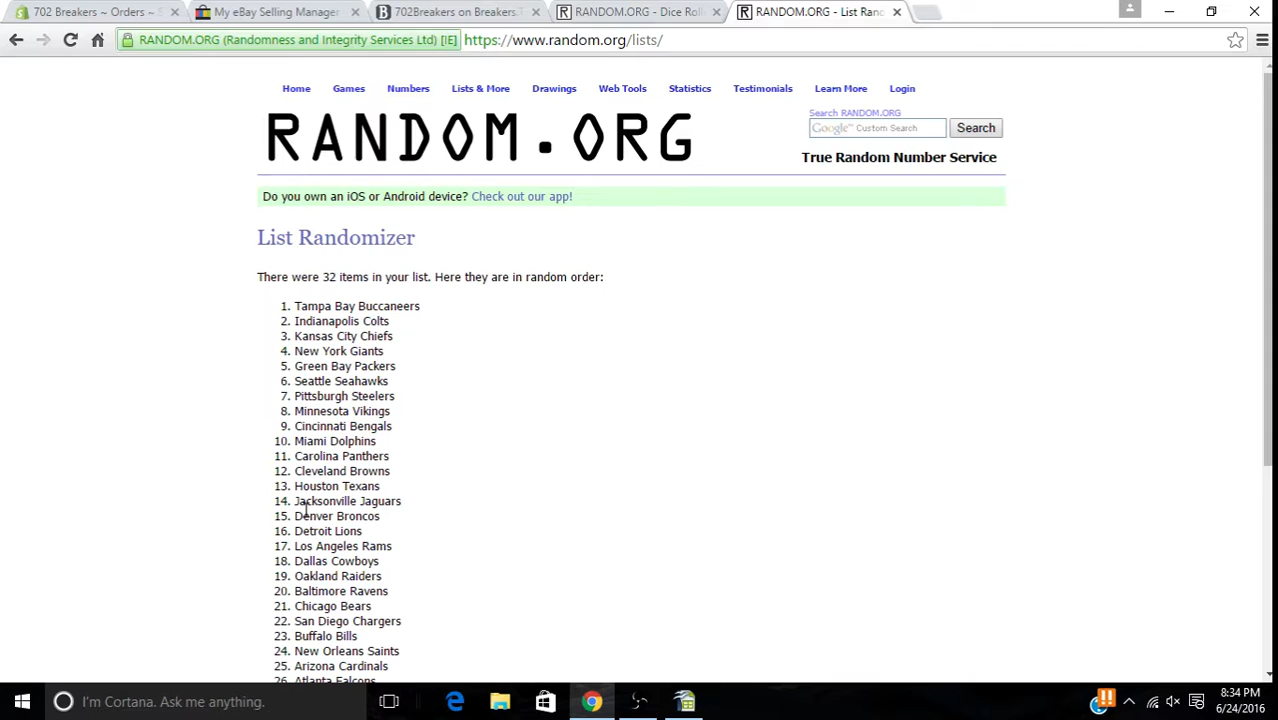 702 Breakers ~ Orders ~ S
My eBay Selling Manager
702Breakers on Breakers.T
RANDOM.ORG - Dice Roll
RANDOM.ORG - List Rand
RANDOM.ORG (Randomness and Integrity Services Ltd) [IE]
https://www.random.org/lists/
Home Games Numbers Lists & More Drawings Web Tools Statistics Testimonials Learn More Login
RANDOM.ORG
Search RANDOM.ORG
Google™ Custom Search
Search
True Random Number Service
Do you own an iOS or Android device? Check out our app!
List Randomizer
There were 32 items in your list. Here they are in random order:
1. Tampa Bay Buccaneers
2. Indianapolis Colts
3. Kansas City Chiefs
4. New York Giants
5. Green Bay Packers
6. Seattle Seahawks
7. Pittsburgh Steelers
8. Minnesota Vikings
9. Cincinnati Bengals
10. Miami Dolphins
11. Carolina Panthers
12. Cleveland Browns
13. Houston Texans
14. Jacksonville Jaguars
15. Denver Broncos
16. Detroit Lions
17. Los Angeles Rams
18. Dallas Cowboys
19. Oakland Raiders
20. Baltimore Ravens
21. Chicago Bears
22. San Diego Chargers
23. Buffalo Bills
24. New Orleans Saints
25. Arizona Cardinals
26. Atlanta Falcons
I'm Cortana. Ask me anything.
8:34 PM
6/24/2016